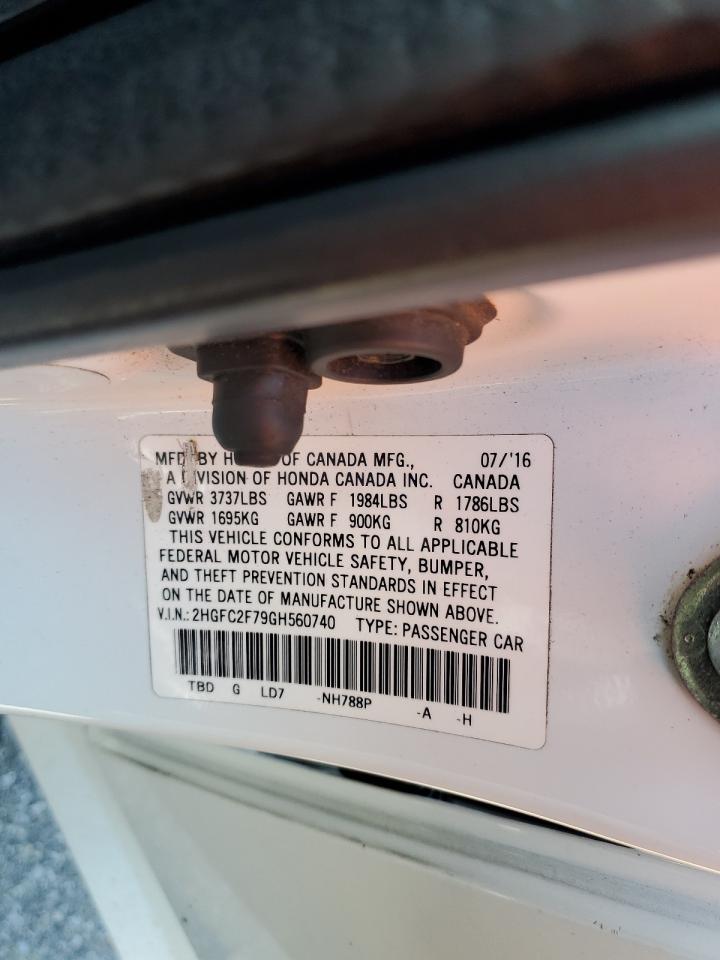 MFD BY OF CANADA MFG., 07/'16
A DIVISION OF HONDA CANADA INC. CANADA
GVWR 3737LBS GAWR F 1984LBS R 1786LBS
GVWR 1695KG GAWR F 900KG R 810KG
THIS VEHICLE CONFORMS TO ALL APPLICABLE
FEDERAL MOTOR VEHICLE SAFETY, BUMPER,
AND THEFT PREVENTION STANDARDS IN EFFECT
ON THE DATE OF MANUFACTURE SHOWN ABOVE.
V.I.N.: 2HGFC2F79GH560740 TYPE: PASSENGER CAR
TBD G LD7 -NH788P -A -H